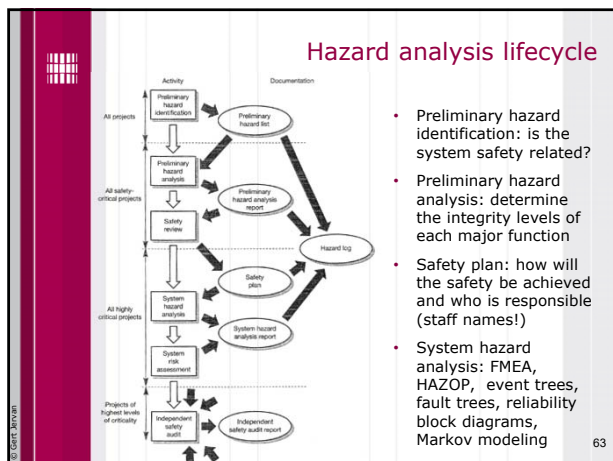 Hazard analysis lifecycle
Activity
Documentation
All projects
Preliminary
hazard
identification
Preliminary
hazard list
All safety-
critical projects
Preliminary
hazard
analysis
Preliminary
hazard analysis
report
Safety
review
Hazard log
All highly
critical projects
Safety
plan
System
hazard
analysis
System hazard
analysis report
System
risk
assessment
Projects of
highest levels
of criticality
Independent
safety
audit
Independent
safety audit report
• Preliminary hazard
identification: is the
system safety related?
• Preliminary hazard
analysis: determine
the integrity levels of
each major function
• Safety plan: how will
the safety be achieved
and who is responsible
(staff names!)
• System hazard
analysis: FMEA,
HAZOP, event trees,
fault trees, reliability
block diagrams,
Markov modeling
© Gert Jervan
63